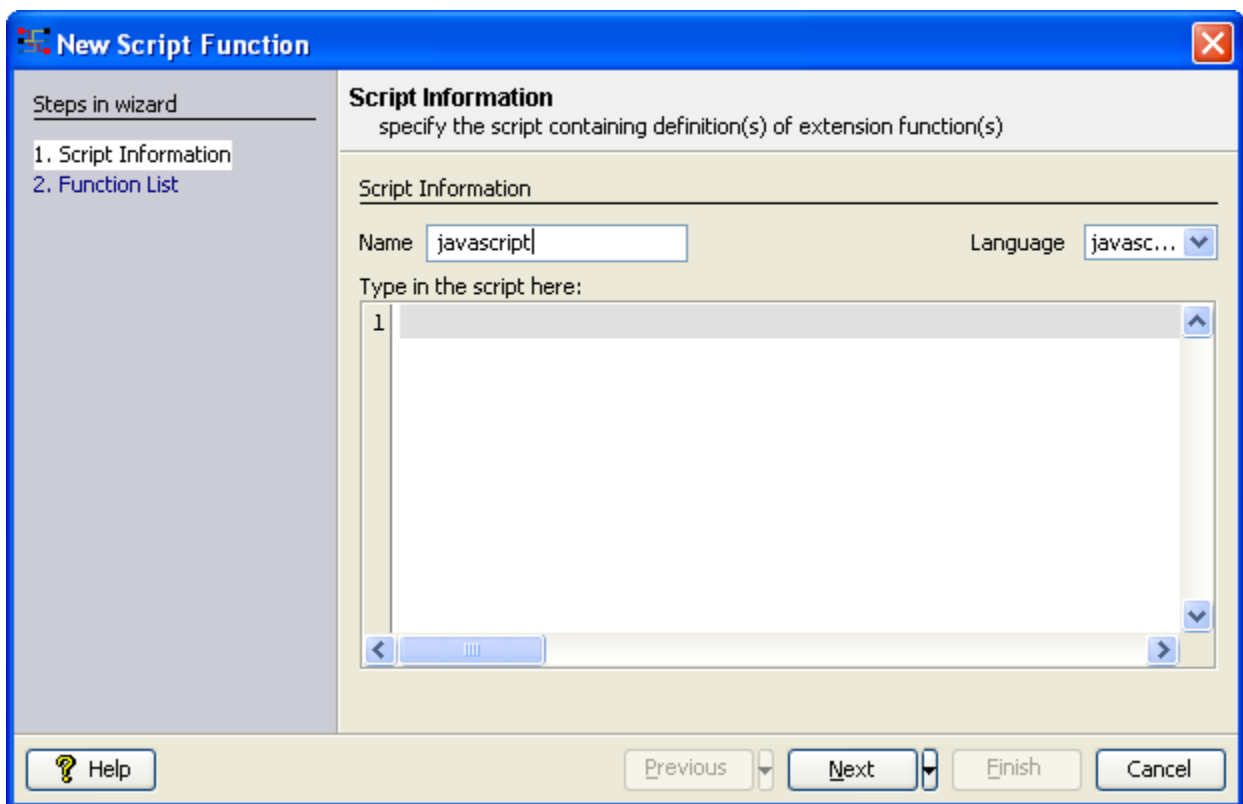 New Script Function
Steps in wizard
1. Script Information
2. Function List
Script Information
specify the script containing definition(s) of extension function(s)
Script Information
Name javascript Language javasc...
Type in the script here:
1
Help Previous Next Finish Cancel